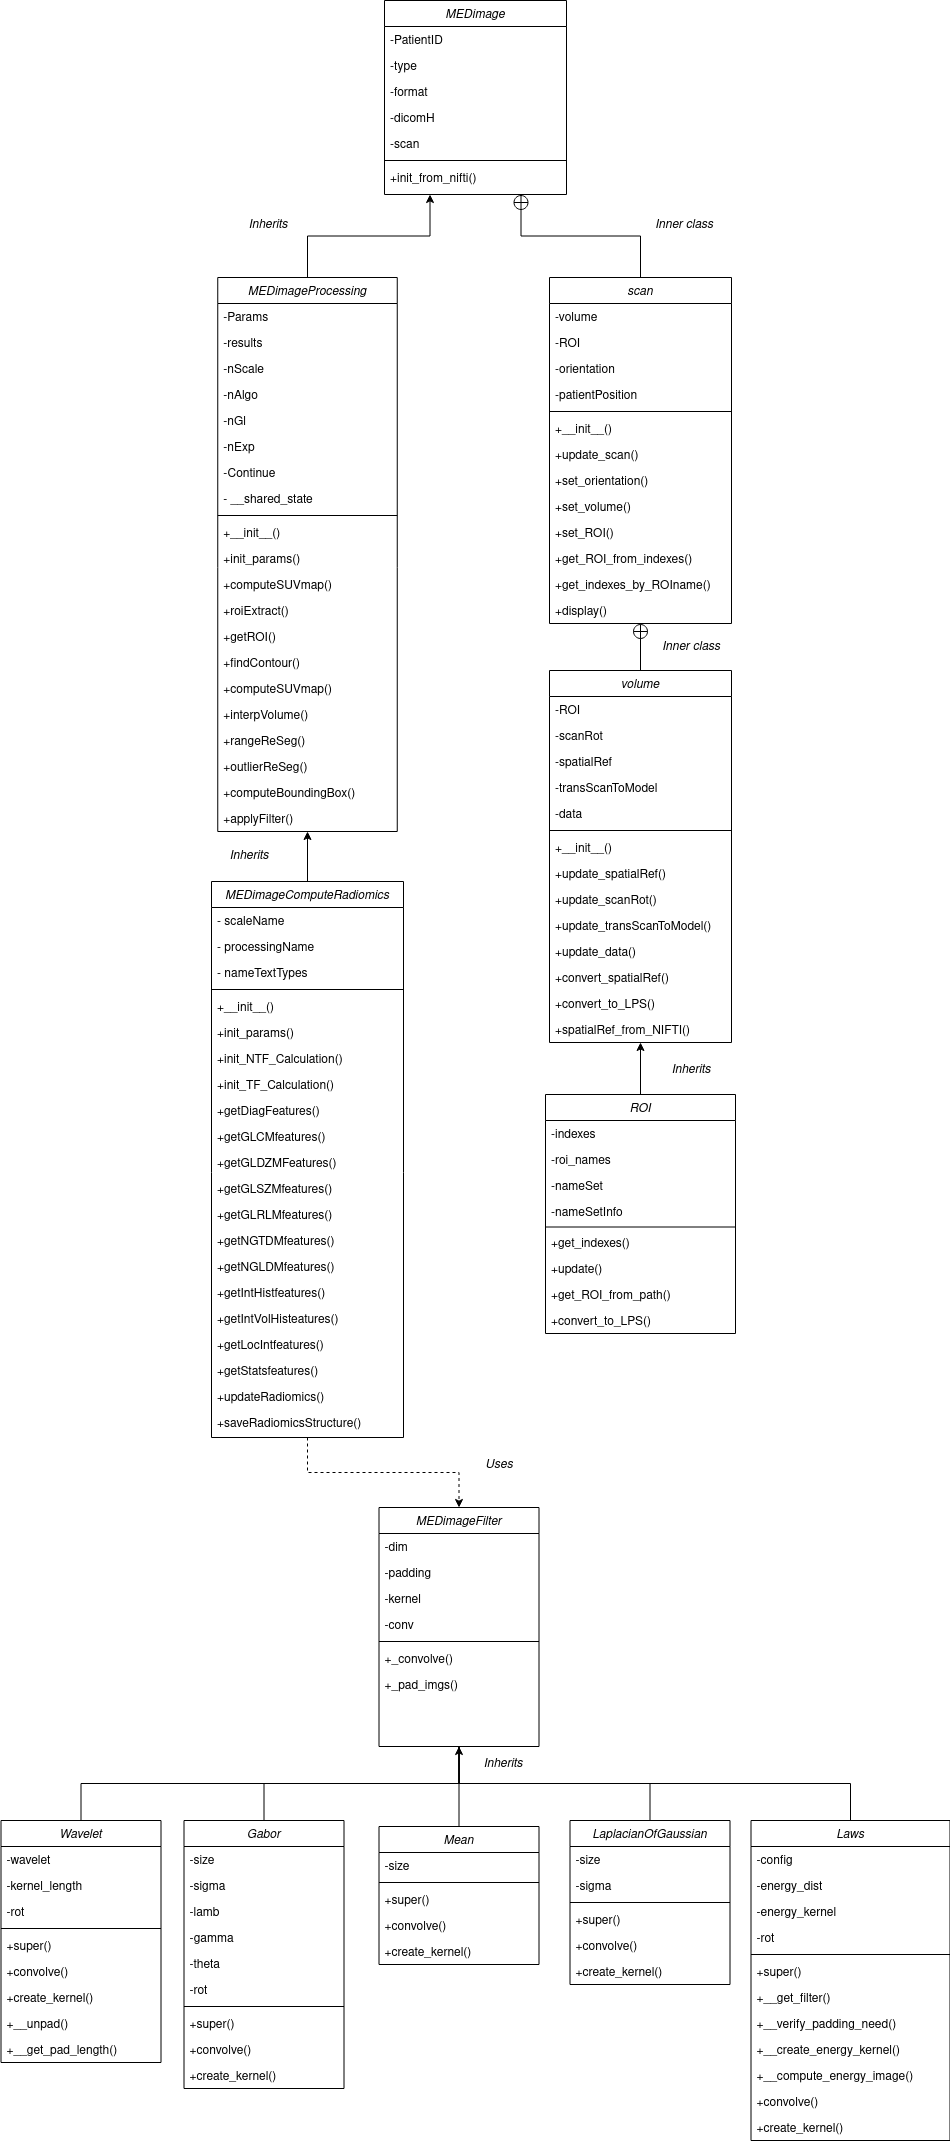 MEDimage
-PatientID
-type
-format
-dicomH
-scan
+init_from_nifti()
Inherits
Inner class
MEDimageProcessing
-Params
-results
-nScale
-nAlgo
-nGl
-nExp
-Continue
- __shared_state
+__init__()
+init_params()
+computeSUVmap()
+roiExtract()
+getROI()
+findContour()
+computeSUVmap()
+interpVolume()
+rangeReSeg()
+outlierReSeg()
+computeBoundingBox()
+applyFilter()
scan
-volume
-ROI
-orientation
-patientPosition
+__init__()
+update_scan()
+set_orientation()
+set_volume()
+set_ROI()
+get_ROI_from_indexes()
+get_indexes_by_ROIname()
+display()
Inner class
volume
-ROI
-scanRot
-spatialRef
-transScanToModel
-data
+__init__()
+update_spatialRef()
+update_scanRot()
+update_transScanToModel()
+update_data()
+convert_spatialRef()
+convert_to_LPS()
+spatialRef_from_NIFTI()
Inherits
MEDimageComputeRadiomics
- scaleName
- processingName
- nameTextTypes
+__init__()
+init_params()
+init_NTF_Calculation()
+init_TF_Calculation()
+getDiagFeatures()
+getGLCMfeatures()
+getGLDZMFeatures()
+getGLSZMfeatures()
+getGLRLMfeatures()
+getNGTDMfeatures()
+getNGLDMfeatures()
+getIntHistfeatures()
+getIntVolHisteatures()
+getLocIntfeatures()
+getStatsfeatures()
+updateRadiomics()
+saveRadiomicsStructure()
Inherits
ROI
-indexes
-roi_names
-nameSet
-nameSetInfo
+get_indexes()
+update()
+get_ROI_from_path()
+convert_to_LPS()
Uses
MEDimageFilter
-dim
-padding
-kernel
-conv
+_convolve()
+_pad_imgs()
Inherits
Wavelet
-wavelet
-kernel_length
-rot
+super()
+convolve()
+create_kernel()
+__unpad()
+__get_pad_length()
Gabor
-size
-sigma
-lamb
-gamma
-theta
-rot
+super()
+convolve()
+create_kernel()
Mean
-size
+super()
+convolve()
+create_kernel()
LaplacianOfGaussian
-size
-sigma
+super()
+convolve()
+create_kernel()
Laws
-config
-energy_dist
-energy_kernel
-rot
+super()
+__get_filter()
+__verify_padding_need()
+__create_energy_kernel()
+__compute_energy_image()
+convolve()
+create_kernel()